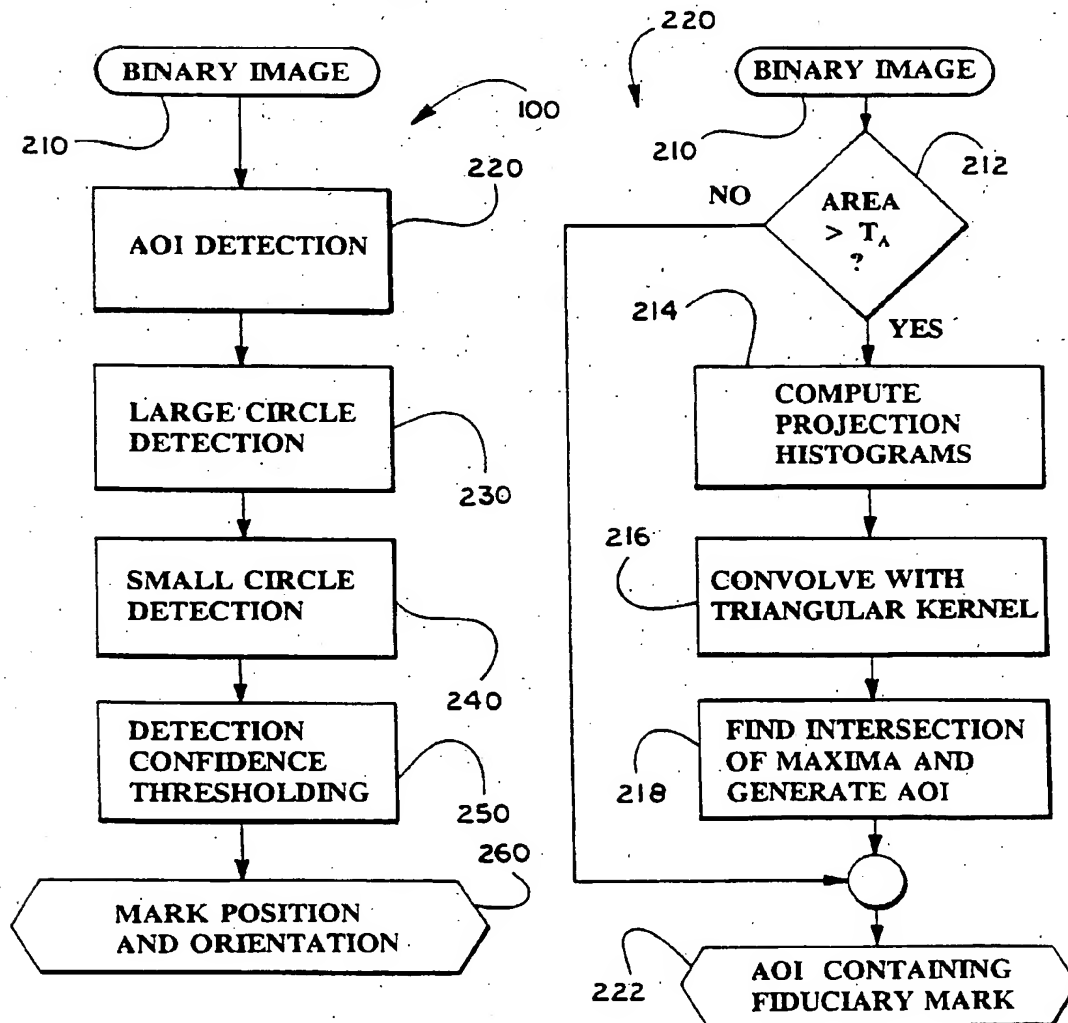 BINARY IMAGE
210
100
220
AOI DETECTION
LARGE CIRCLE
DETECTION
230
SMALL CIRCLE
DETECTION
240
DETECTION
CONFIDENCE
THRESHOLDING
250
260
MARK POSITION
AND ORIENTATION
220
BINARY IMAGE
210
212
NO
AREA
> T_A
?
YES
214
COMPUTE
PROJECTION
HISTOGRAMS
216
CONVOLVE WITH
TRIANGULAR KERNEL
FIND INTERSECTION
OF MAXIMA AND
GENERATE AOI
218
222
AOI CONTAINING
FIDUCIARY MARK